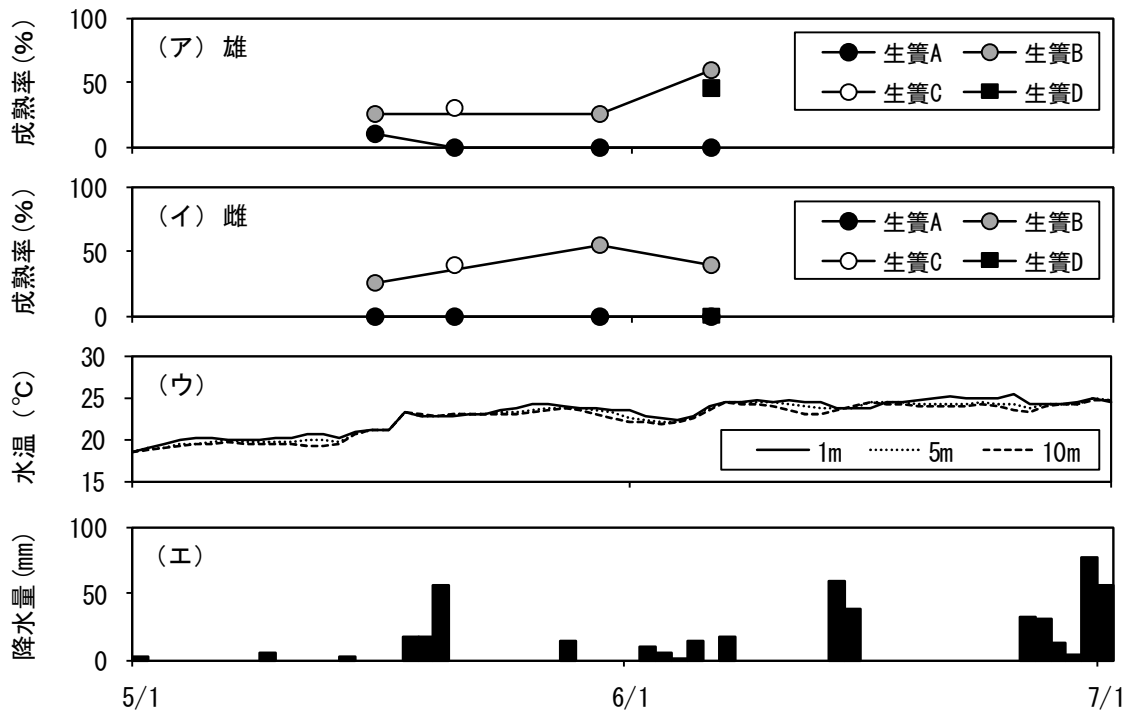 成熟率(%)
100
50
0
(ア) 雄
生簀A
生簀B
生簀C
生簀D
成熟率(%)
100
50
0
(イ) 雌
生簀A
生簀B
生簀C
生簀D
水温 (℃)
30
25
20
15
(ウ)
1m
5m
10m
降水量(㎜)
100
50
0
(エ)
5/1
6/1
7/1